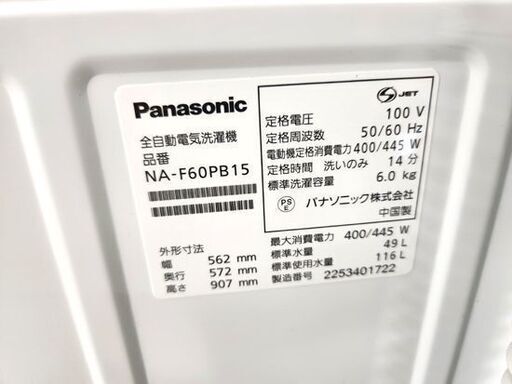 Panasonic
全自動電気洗濯機
品番
NA-F60PB15
外形寸法
幅 562 mm
奥行 572 mm
高さ 907 mm
S JET
定格電圧 100 V
定格周波数 50/60 Hz
電動機定格消費電力 400/445 W
定格時間 洗いのみ 14 分
標準洗濯容量 6.0 kg
PS E パナソニック株式会社
中国製
最大消費電力 400/445 W
標準水量 49 L
標準使用水量 116 L
製造番号 2253401722